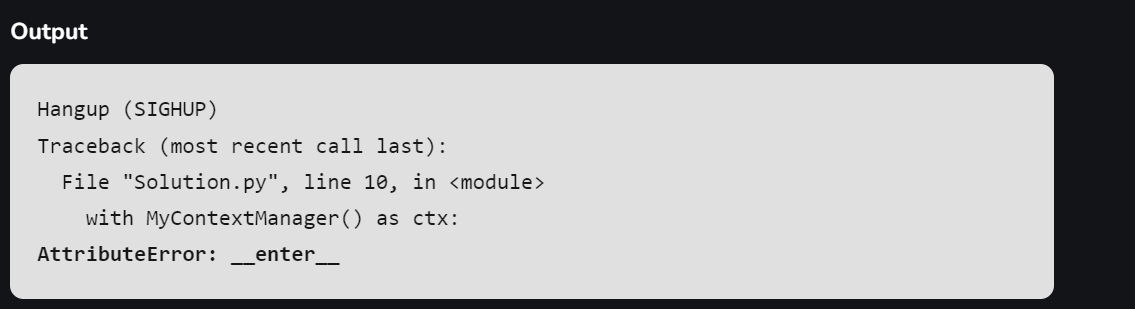 Output
Hangup (SIGHUP)
Traceback (most recent call last):
  File "Solution.py", line 10, in <module>
    with MyContextManager() as ctx:
AttributeError: __enter__